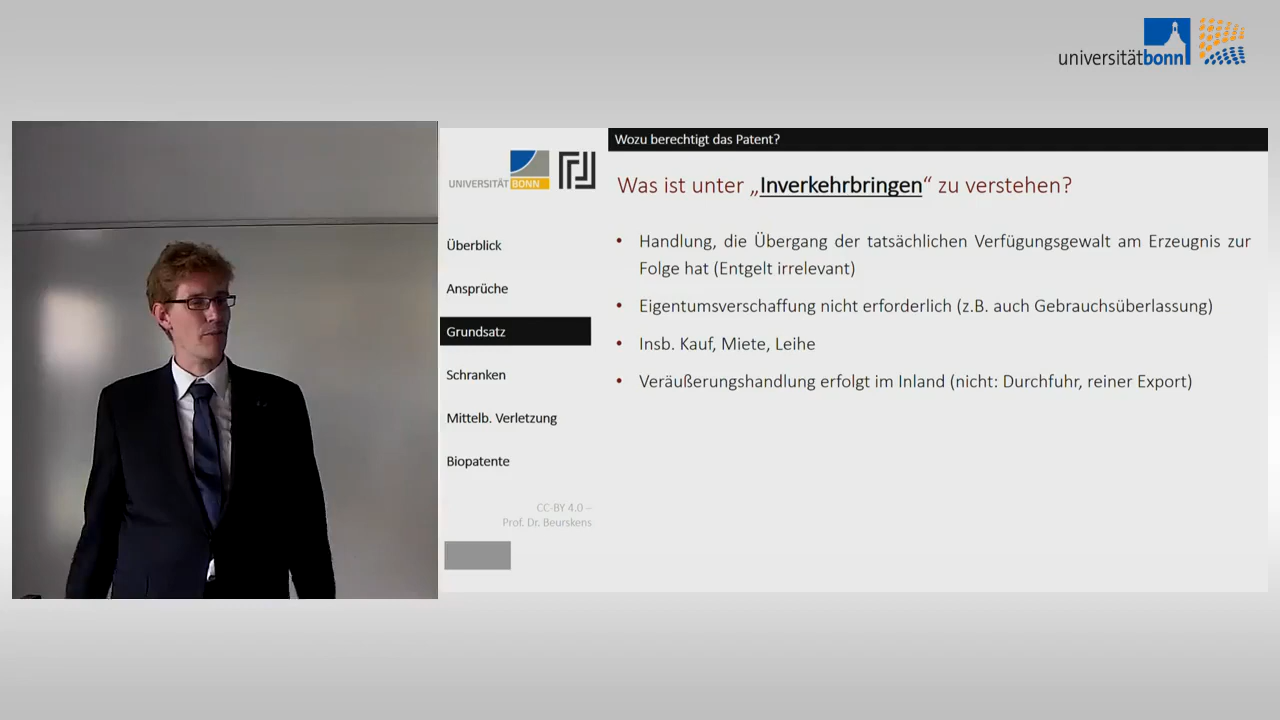 universitätbonn
Wozu berechtigt das Patent?
UNIVERSITÄT BONN
Was ist unter „Inverkehrbringen“ zu verstehen?
Überblick
Ansprüche
Grundsatz
Schranken
Mittelb. Verletzung
Biopatente
• Handlung, die Übergang der tatsächlichen Verfügungsgewalt am Erzeugnis zur
Folge hat (Entgelt irrelevant)
• Eigentumsverschaffung nicht erforderlich (z.B. auch Gebrauchsüberlassung)
• Insb. Kauf, Miete, Leihe
• Veräußerungshandlung erfolgt im Inland (nicht: Durchfuhr, reiner Export)
CC-BY 4.0 –
Prof. Dr. Beurskens